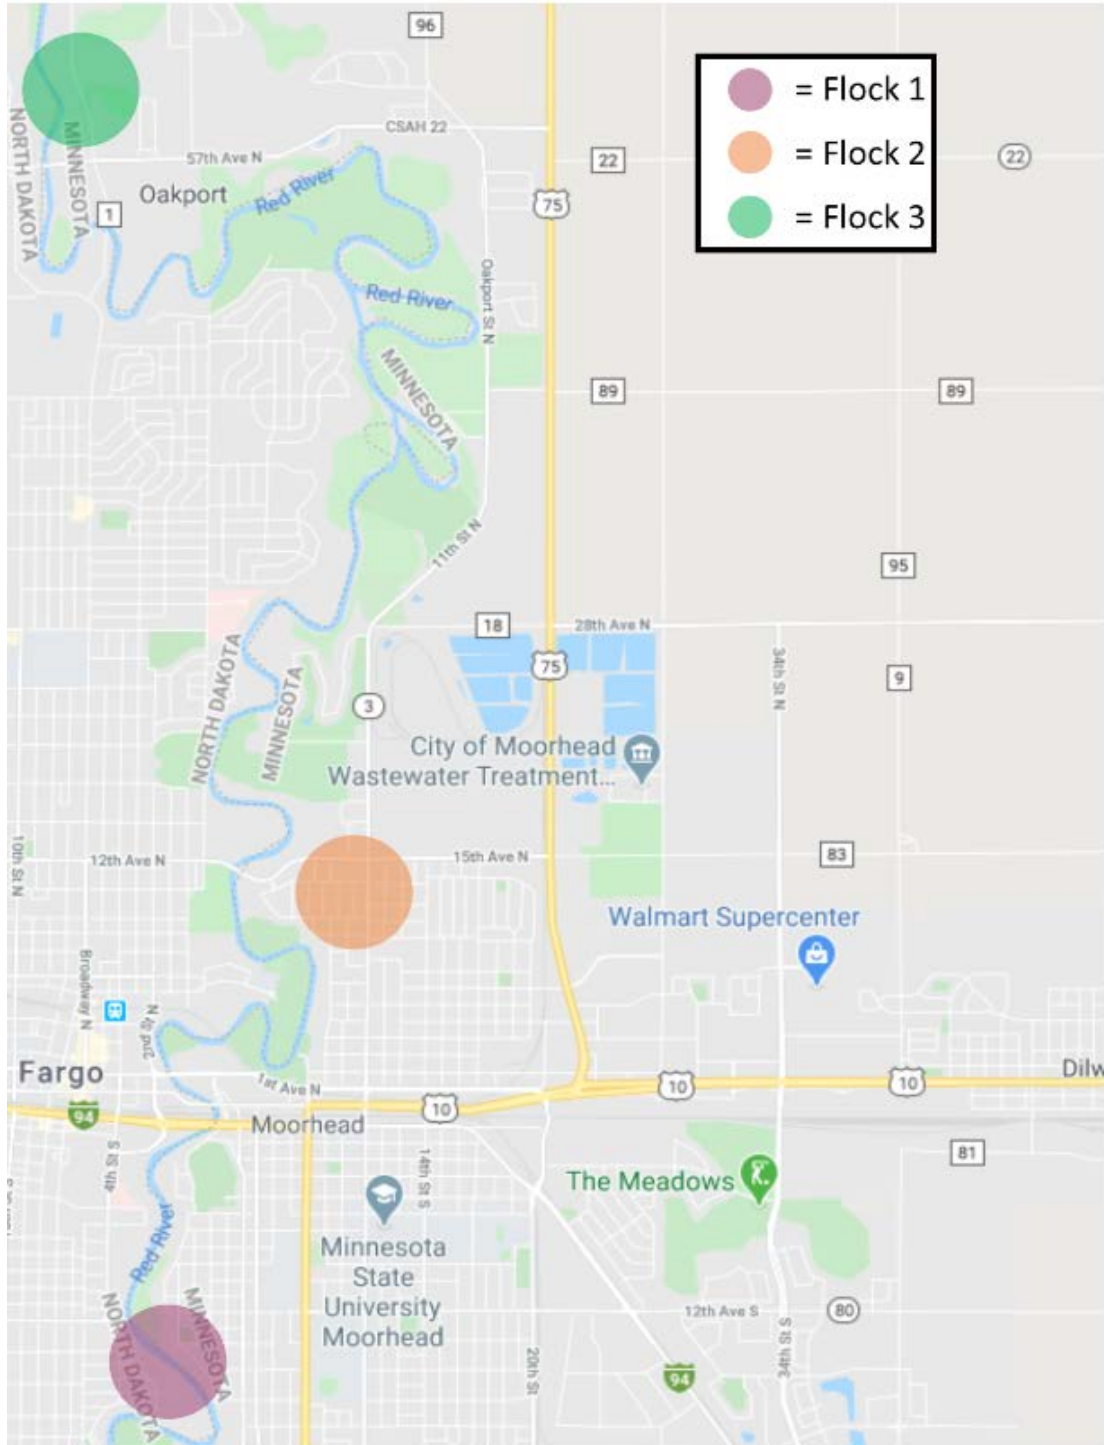 96
= Flock 1
= Flock 2
= Flock 3
NORTH DAKOTA
MINNESOTA
CSAH 22
57th Ave N
22
22
Oakport
Red River
1
75
Oakport St N
Red River
MINNESOTA
89
89
11th St N
95
18
28th Ave N
NORTH DAKOTA
MINNESOTA
75
34th St N
9
3
City of Moorhead
Wastewater Treatment...
10th St N
12th Ave N
15th Ave N
83
Walmart Supercenter
Broadway N
2nd St N
Fargo
1st Ave N
10
10
10
Dilw
94
Moorhead
4th St S
14th St S
81
The Meadows
Red River
Minnesota
State
University
Moorhead
NORTH DAKOTA
MINNESOTA
12th Ave S
80
20th St
94
34th St S